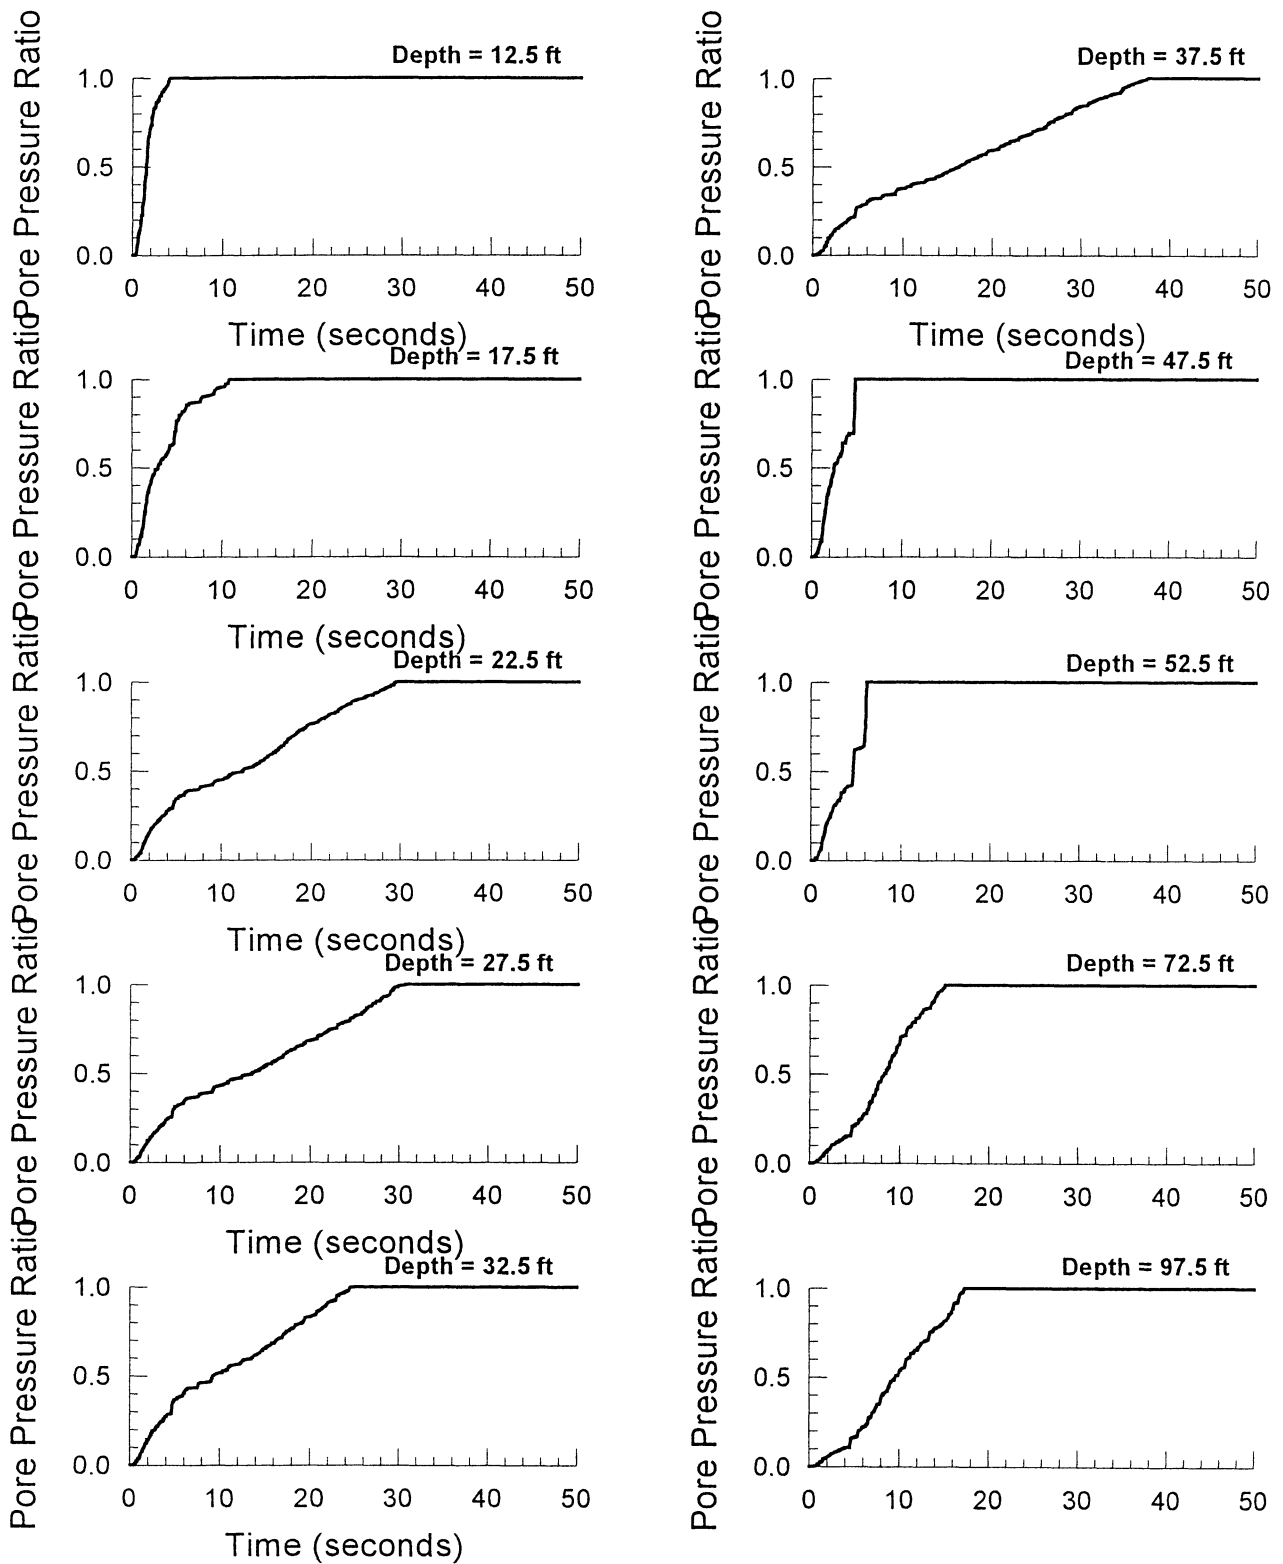 Pore Pressure Ratio
Depth = 12.5 ft
1.0
0.5
0.0
0 10 20 30 40 50
Time (seconds)
Pore Pressure Ratio
Depth = 17.5 ft
1.0
0.5
0.0
0 10 20 30 40 50
Time (seconds)
Pore Pressure Ratio
Depth = 22.5 ft
1.0
0.5
0.0
0 10 20 30 40 50
Time (seconds)
Pore Pressure Ratio
Depth = 27.5 ft
1.0
0.5
0.0
0 10 20 30 40 50
Time (seconds)
Pore Pressure Ratio
Depth = 32.5 ft
1.0
0.5
0.0
0 10 20 30 40 50
Time (seconds)
Pore Pressure Ratio
Depth = 37.5 ft
1.0
0.5
0.0
0 10 20 30 40 50
Time (seconds)
Pore Pressure Ratio
Depth = 47.5 ft
1.0
0.5
0.0
0 10 20 30 40 50
Pore Pressure Ratio
Depth = 52.5 ft
1.0
0.5
0.0
0 10 20 30 40 50
Pore Pressure Ratio
Depth = 72.5 ft
1.0
0.5
0.0
0 10 20 30 40 50
Pore Pressure Ratio
Depth = 97.5 ft
1.0
0.5
0.0
0 10 20 30 40 50